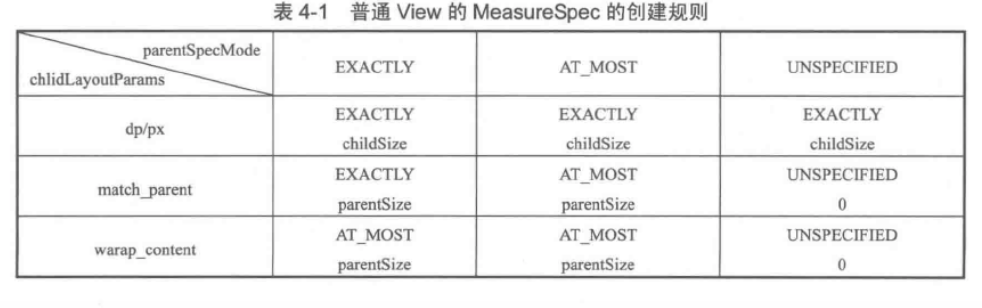 表 4-1 普通 View 的 MeasureSpec 的创建规则
parentSpecMode
chlidLayoutParams
EXACTLY
AT_MOST
UNSPECIFIED
dp/px
EXACTLY
childSize
EXACTLY
childSize
EXACTLY
childSize
match_parent
EXACTLY
parentSize
AT_MOST
parentSize
UNSPECIFIED
0
warap_content
AT_MOST
parentSize
AT_MOST
parentSize
UNSPECIFIED
0